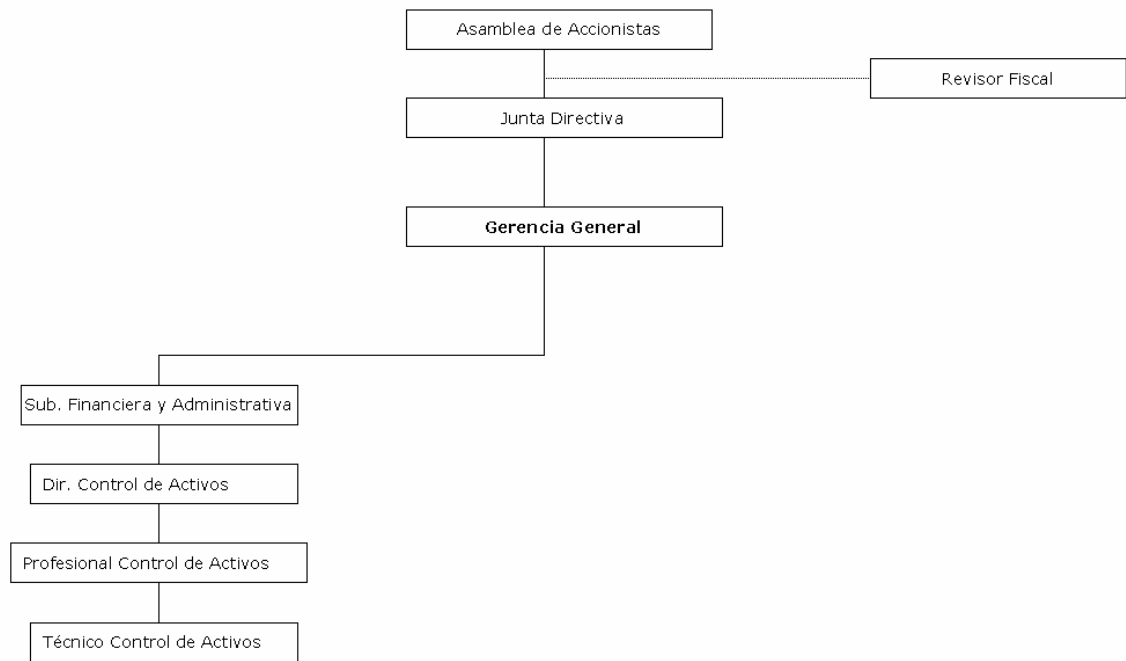 Asamblea de Accionistas
Revisor Fiscal
Junta Directiva
Gerencia General
Sub. Financiera y Administrativa
Dir. Control de Activos
Profesional Control de Activos
Técnico Control de Activos